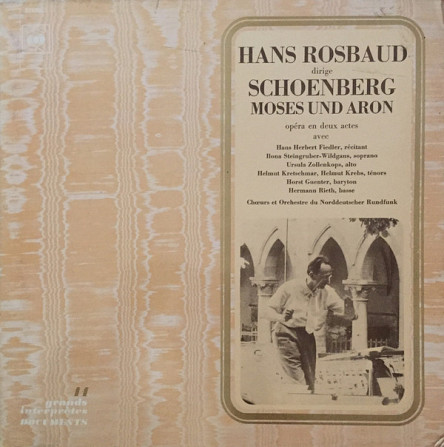 CBS
HANS ROSBAUD
dirige
SCHOENBERG
MOSES UND ARON
opéra en deux actes
avec
Hans Herbert Fiedler, récitant
Ilona Steingruber-Wildgans, soprano
Ursula Zollenkopf, alto
Helmut Kretschmar, Helmut Krebs, ténors
Horst Guenter, baryton
Hermann Rieth, basse
Chœurs et Orchestre du Norddeutscher Rundfunk
grands
interprètes
DOCUMENTS